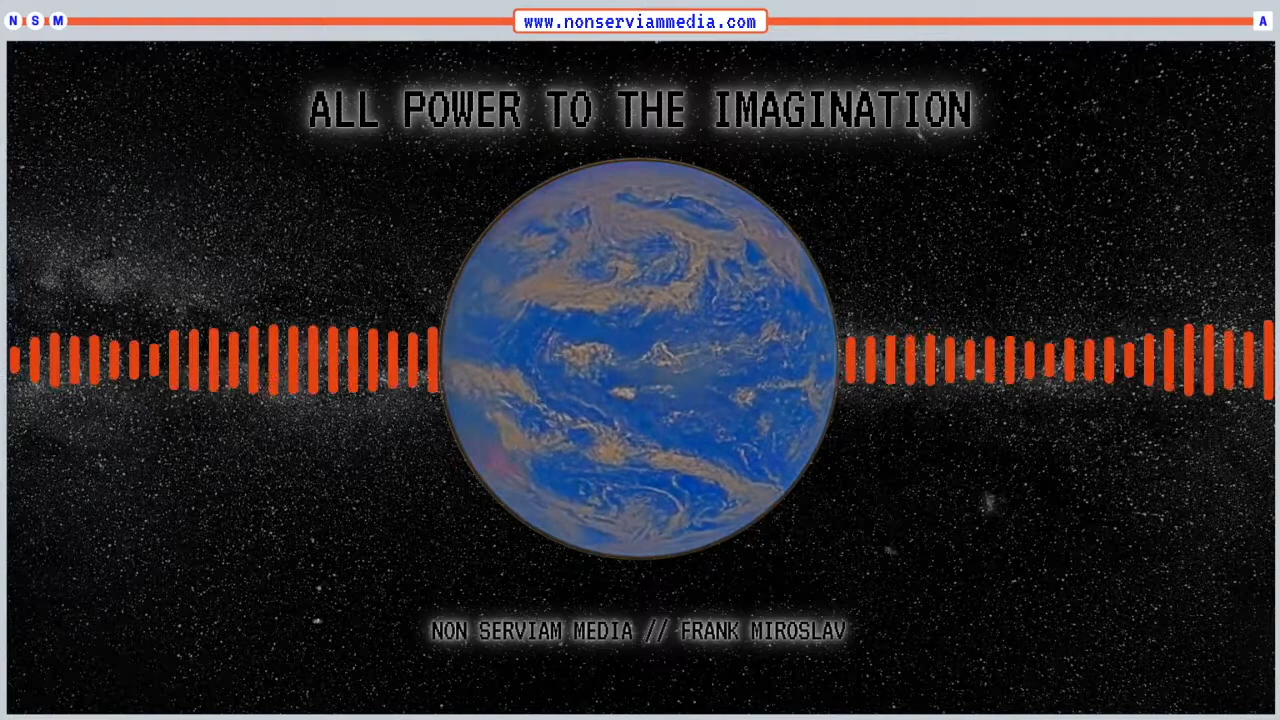 N S M www.nonserviammedia.com A
ALL POWER TO THE IMAGINATION
NON SERVIAM MEDIA // FRANK MIROSLAV